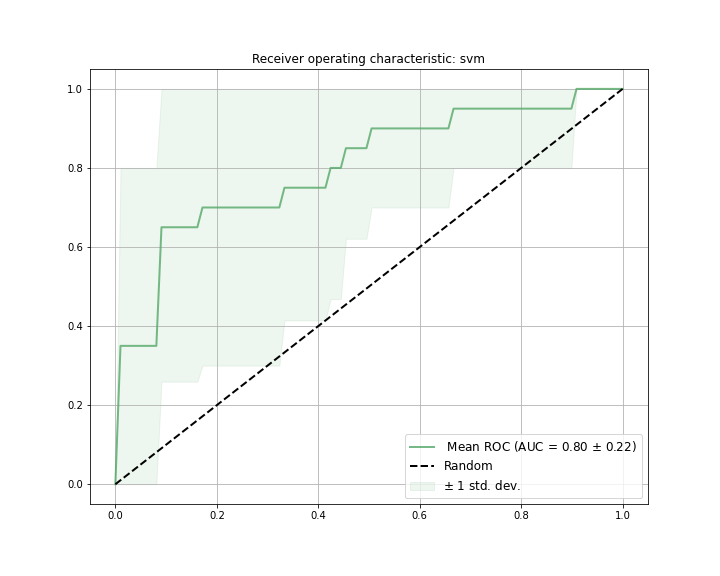 Receiver operating characteristic: svm
1.0
0.8
0.6
0.4
0.2
0.0
Mean ROC (AUC = 0.80 ± 0.22)
Random
± 1 std. dev.
0.0 0.2 0.4 0.6 0.8 1.0